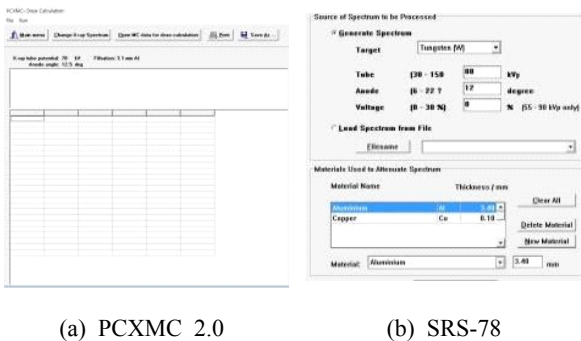 PCXMC - Dose Calculation
File Run
Main menu Change X-ray Spectrum Open MC data for dose calculation Print Save As
X-ray tube potential: 70 kV Filtration: 3.1 mm Al
Anode angle: 12.5 deg
Source of Spectrum to be Processed
Generate Spectrum
Target Tungsten (W)
Tube (30 - 150 80 kVp
Anode (6 - 22 ? 12 degree
Voltage (0 - 30 %) 0 % (55 - 90 kVp only)
Load Spectrum from File
Filename
Materials Used to Attenuate Spectrum
Material Name Thickness / mm
Aluminium Al 3.40
Copper Cu 0.10
Clear All
Delete Material
New Material
Material: Aluminium 3.40 mm
(a) PCXMC 2.0
(b) SRS-78